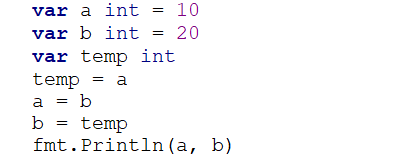 var a int = 10
var b int = 20
var temp int
temp = a
a = b
b = temp
fmt.Println(a, b)